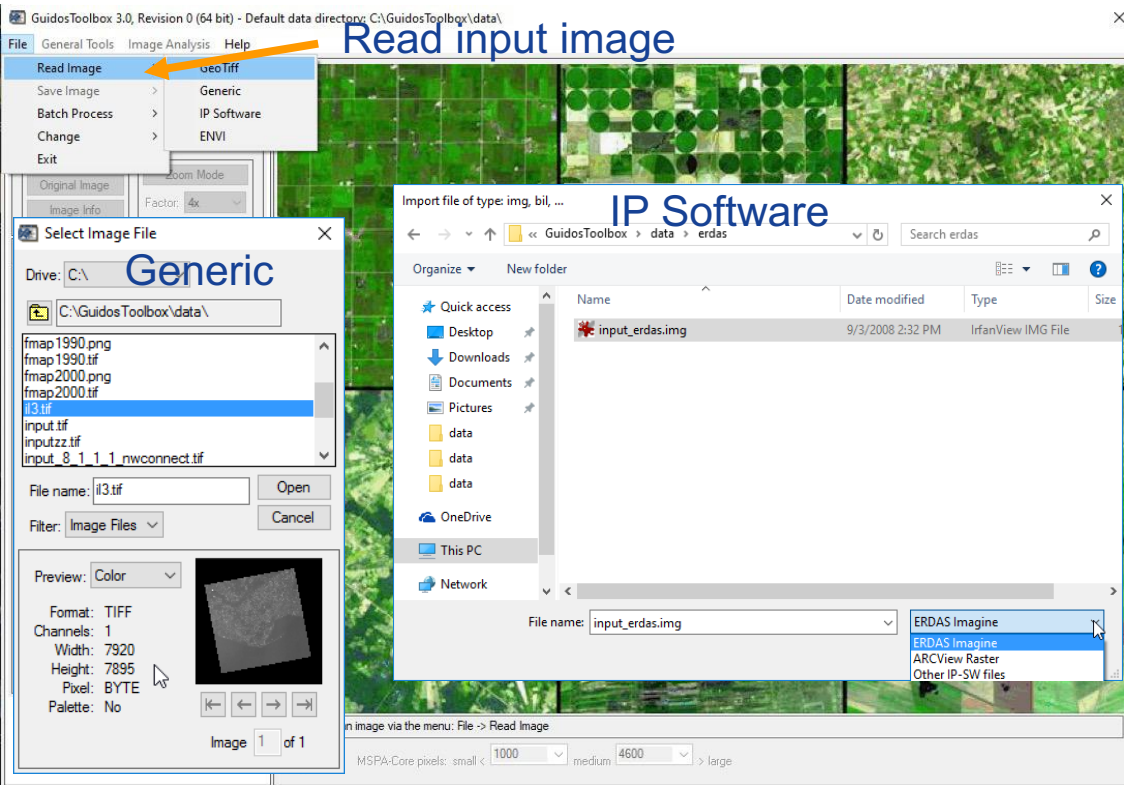 GuidosToolbox 3.0, Revision 0 (64 bit) - Default data directory: C:\GuidosToolbox\data\
Read input image
File General Tools Image Analysis Help
Read Image
Save Image
Batch Process
Change
Exit
GeoTiff
Generic
IP Software
ENVI
Original Image
Zoom Mode
Image Info
Factor: 4x
Select Image File
Generic
Drive: C:\
C:\GuidosToolbox\data\
fmap1990.png
fmap1990.tif
fmap2000.png
fmap2000.tif
il3.tif
input.tif
inputzz.tif
input_8_1_1_1_nwconnect.tif
File name: il3.tif
Open
Filter: Image Files
Cancel
Preview: Color
Format: TIFF
Channels: 1
Width: 7920
Height: 7895
Pixel: BYTE
Palette: No
Image 1 of 1
Import file of type: img, bil, ...
IP Software
« GuidosToolbox > data > erdas
Search erdas
Organize
New folder
Quick access
Desktop
Downloads
Documents
Pictures
data
data
data
OneDrive
This PC
Network
Name
Date modified
Type
Size
input_erdas.img
9/3/2008 2:32 PM
IrfanView IMG File
1
File name: input_erdas.img
ERDAS Imagine
ERDAS Imagine
ARCView Raster
Other IP-SW files
an image via the menu: File -> Read Image
MSPA-Core pixels: small < 1000 medium 4600 > large